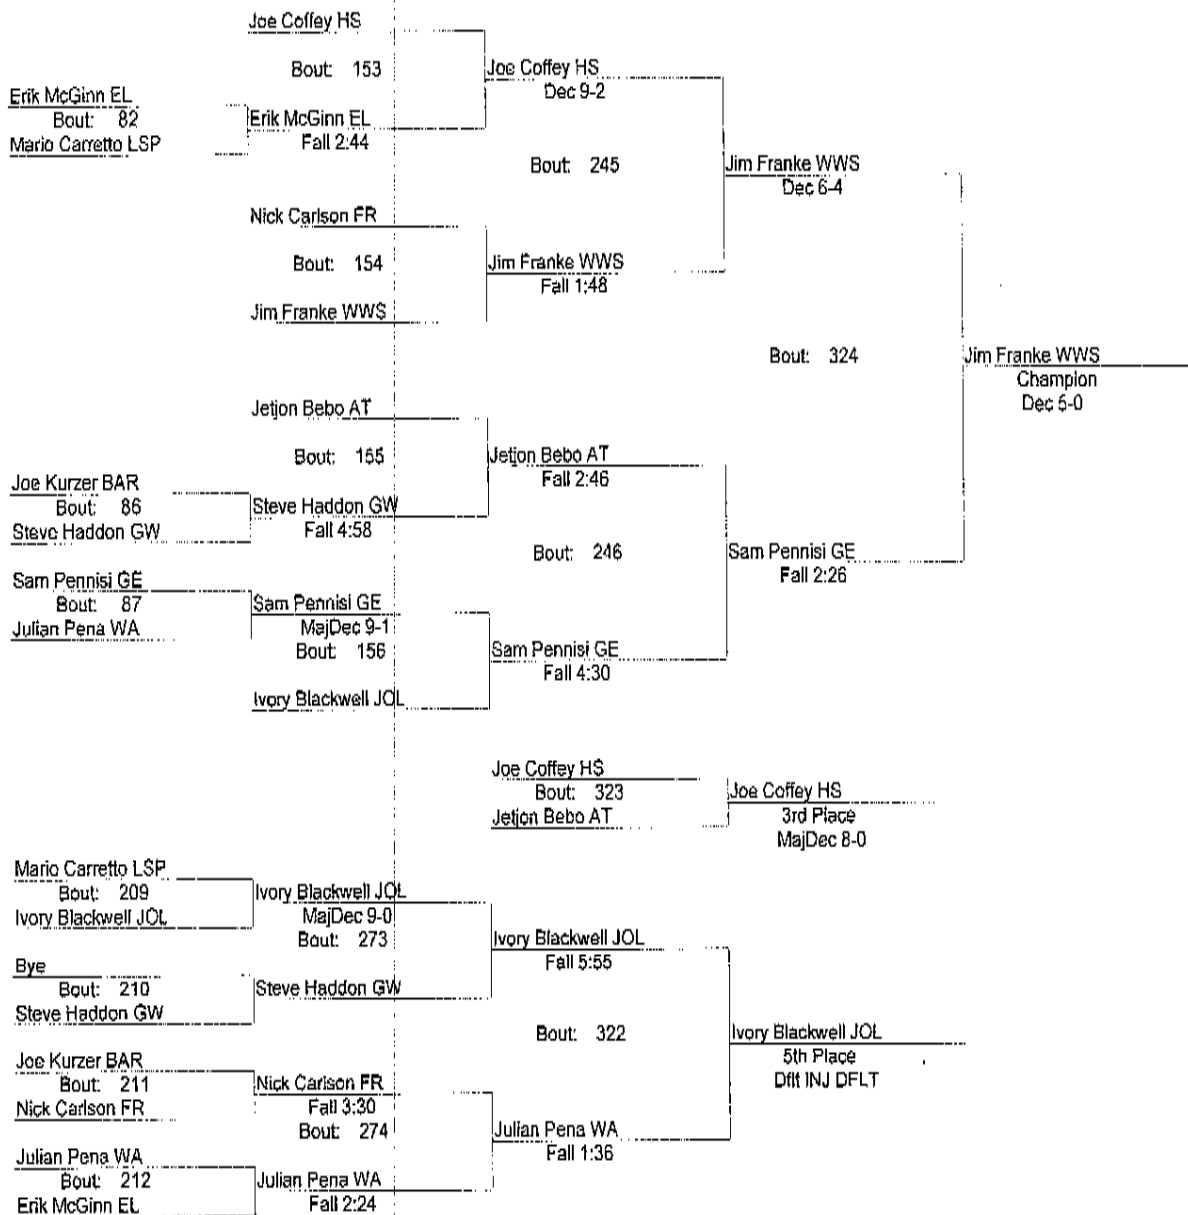 Joe Coffey HS
Bout: 153
Joe Coffey HS
Dec 9-2
Erik McGinn EL
Bout: 82
Mario Carretto LSP
Erik McGinn EL
Fall 2:44
Bout: 245
Jim Franke WWS
Dec 6-4
Nick Carlson FR
Bout: 154
Jim Franke WWS
Fall 1:48
Jim Franke WWS
Bout: 324
Jim Franke WWS
Champion
Dec 5-0
Jetjon Bebo AT
Bout: 155
Jetjon Bebo AT
Fall 2:46
Joe Kurzer BAR
Bout: 86
Steve Haddon GW
Steve Haddon GW
Fall 4:58
Bout: 246
Sam Pennisi GE
Fall 2:26
Sam Pennisi GE
Bout: 87
Julian Pena WA
Sam Pennisi GE
MajDec 9-1
Bout: 156
Sam Pennisi GE
Fall 4:30
Ivory Blackwell JOL
Joe Coffey HS
Bout: 323
Jetjon Bebo AT
Joe Coffey HS
3rd Place
MajDec 8-0
Mario Carretto LSP
Bout: 209
Ivory Blackwell JOL
Ivory Blackwell JOL
MajDec 9-0
Bout: 273
Ivory Blackwell JOL
Fall 5:55
Bye
Bout: 210
Steve Haddon GW
Steve Haddon GW
Bout: 322
Ivory Blackwell JOL
5th Place
Dflt INJ DFLT
Joe Kurzer BAR
Bout: 211
Nick Carlson FR
Nick Carlson FR
Fall 3:30
Bout: 274
Julian Pena WA
Fall 1:36
Julian Pena WA
Bout: 212
Erik McGinn EL
Julian Pena WA
Fall 2:24